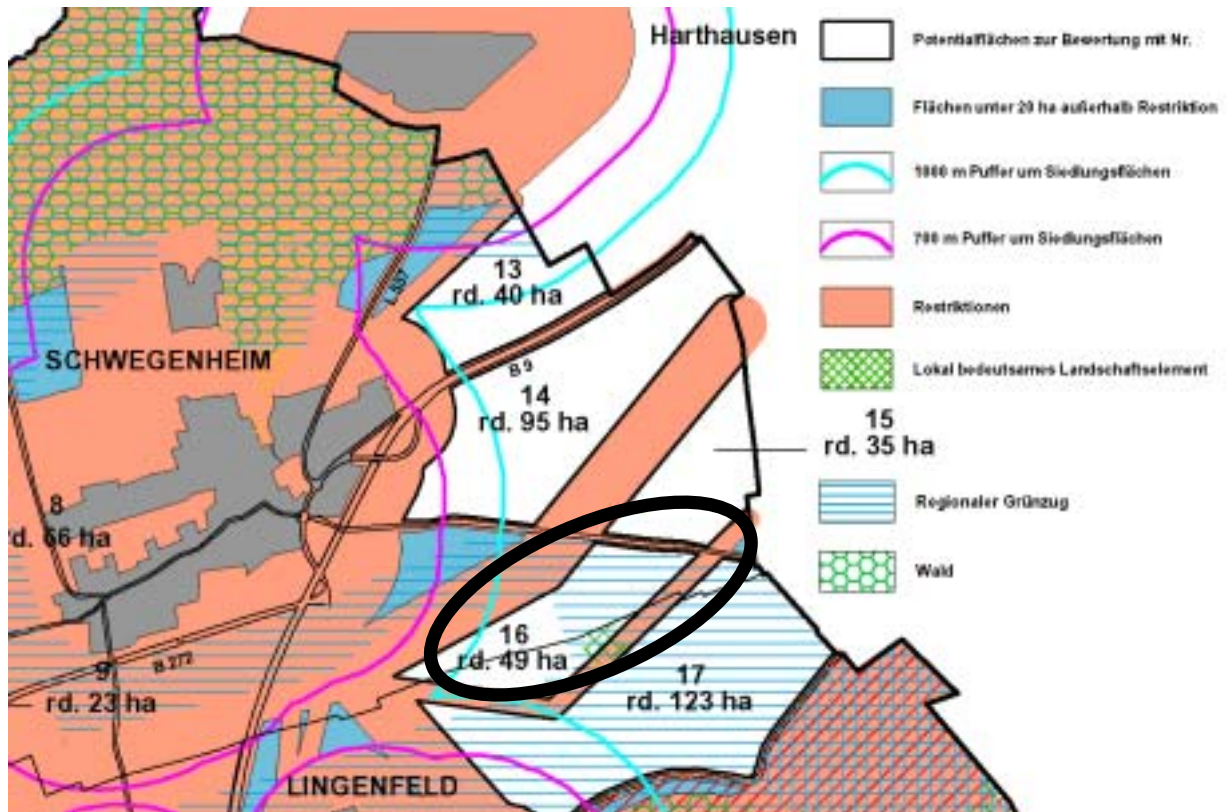 Harthausen
13
rd. 40 ha
L 537
SCHWEGENHEIM
B 9
14
rd. 95 ha
15
rd. 35 ha
8
rd. 66 ha
16
rd. 49 ha
B 272
9
rd. 23 ha
17
rd. 123 ha
LINGENFELD
Potentialflächen zur Bewertung mit Nr.
Flächen unter 20 ha außerhalb Restriktion
1000 m Puffer um Siedlungsflächen
700 m Puffer um Siedlungsflächen
Restriktionen
Lokal bedeutsames Landschaftselement
Regionaler Grünzug
Wald